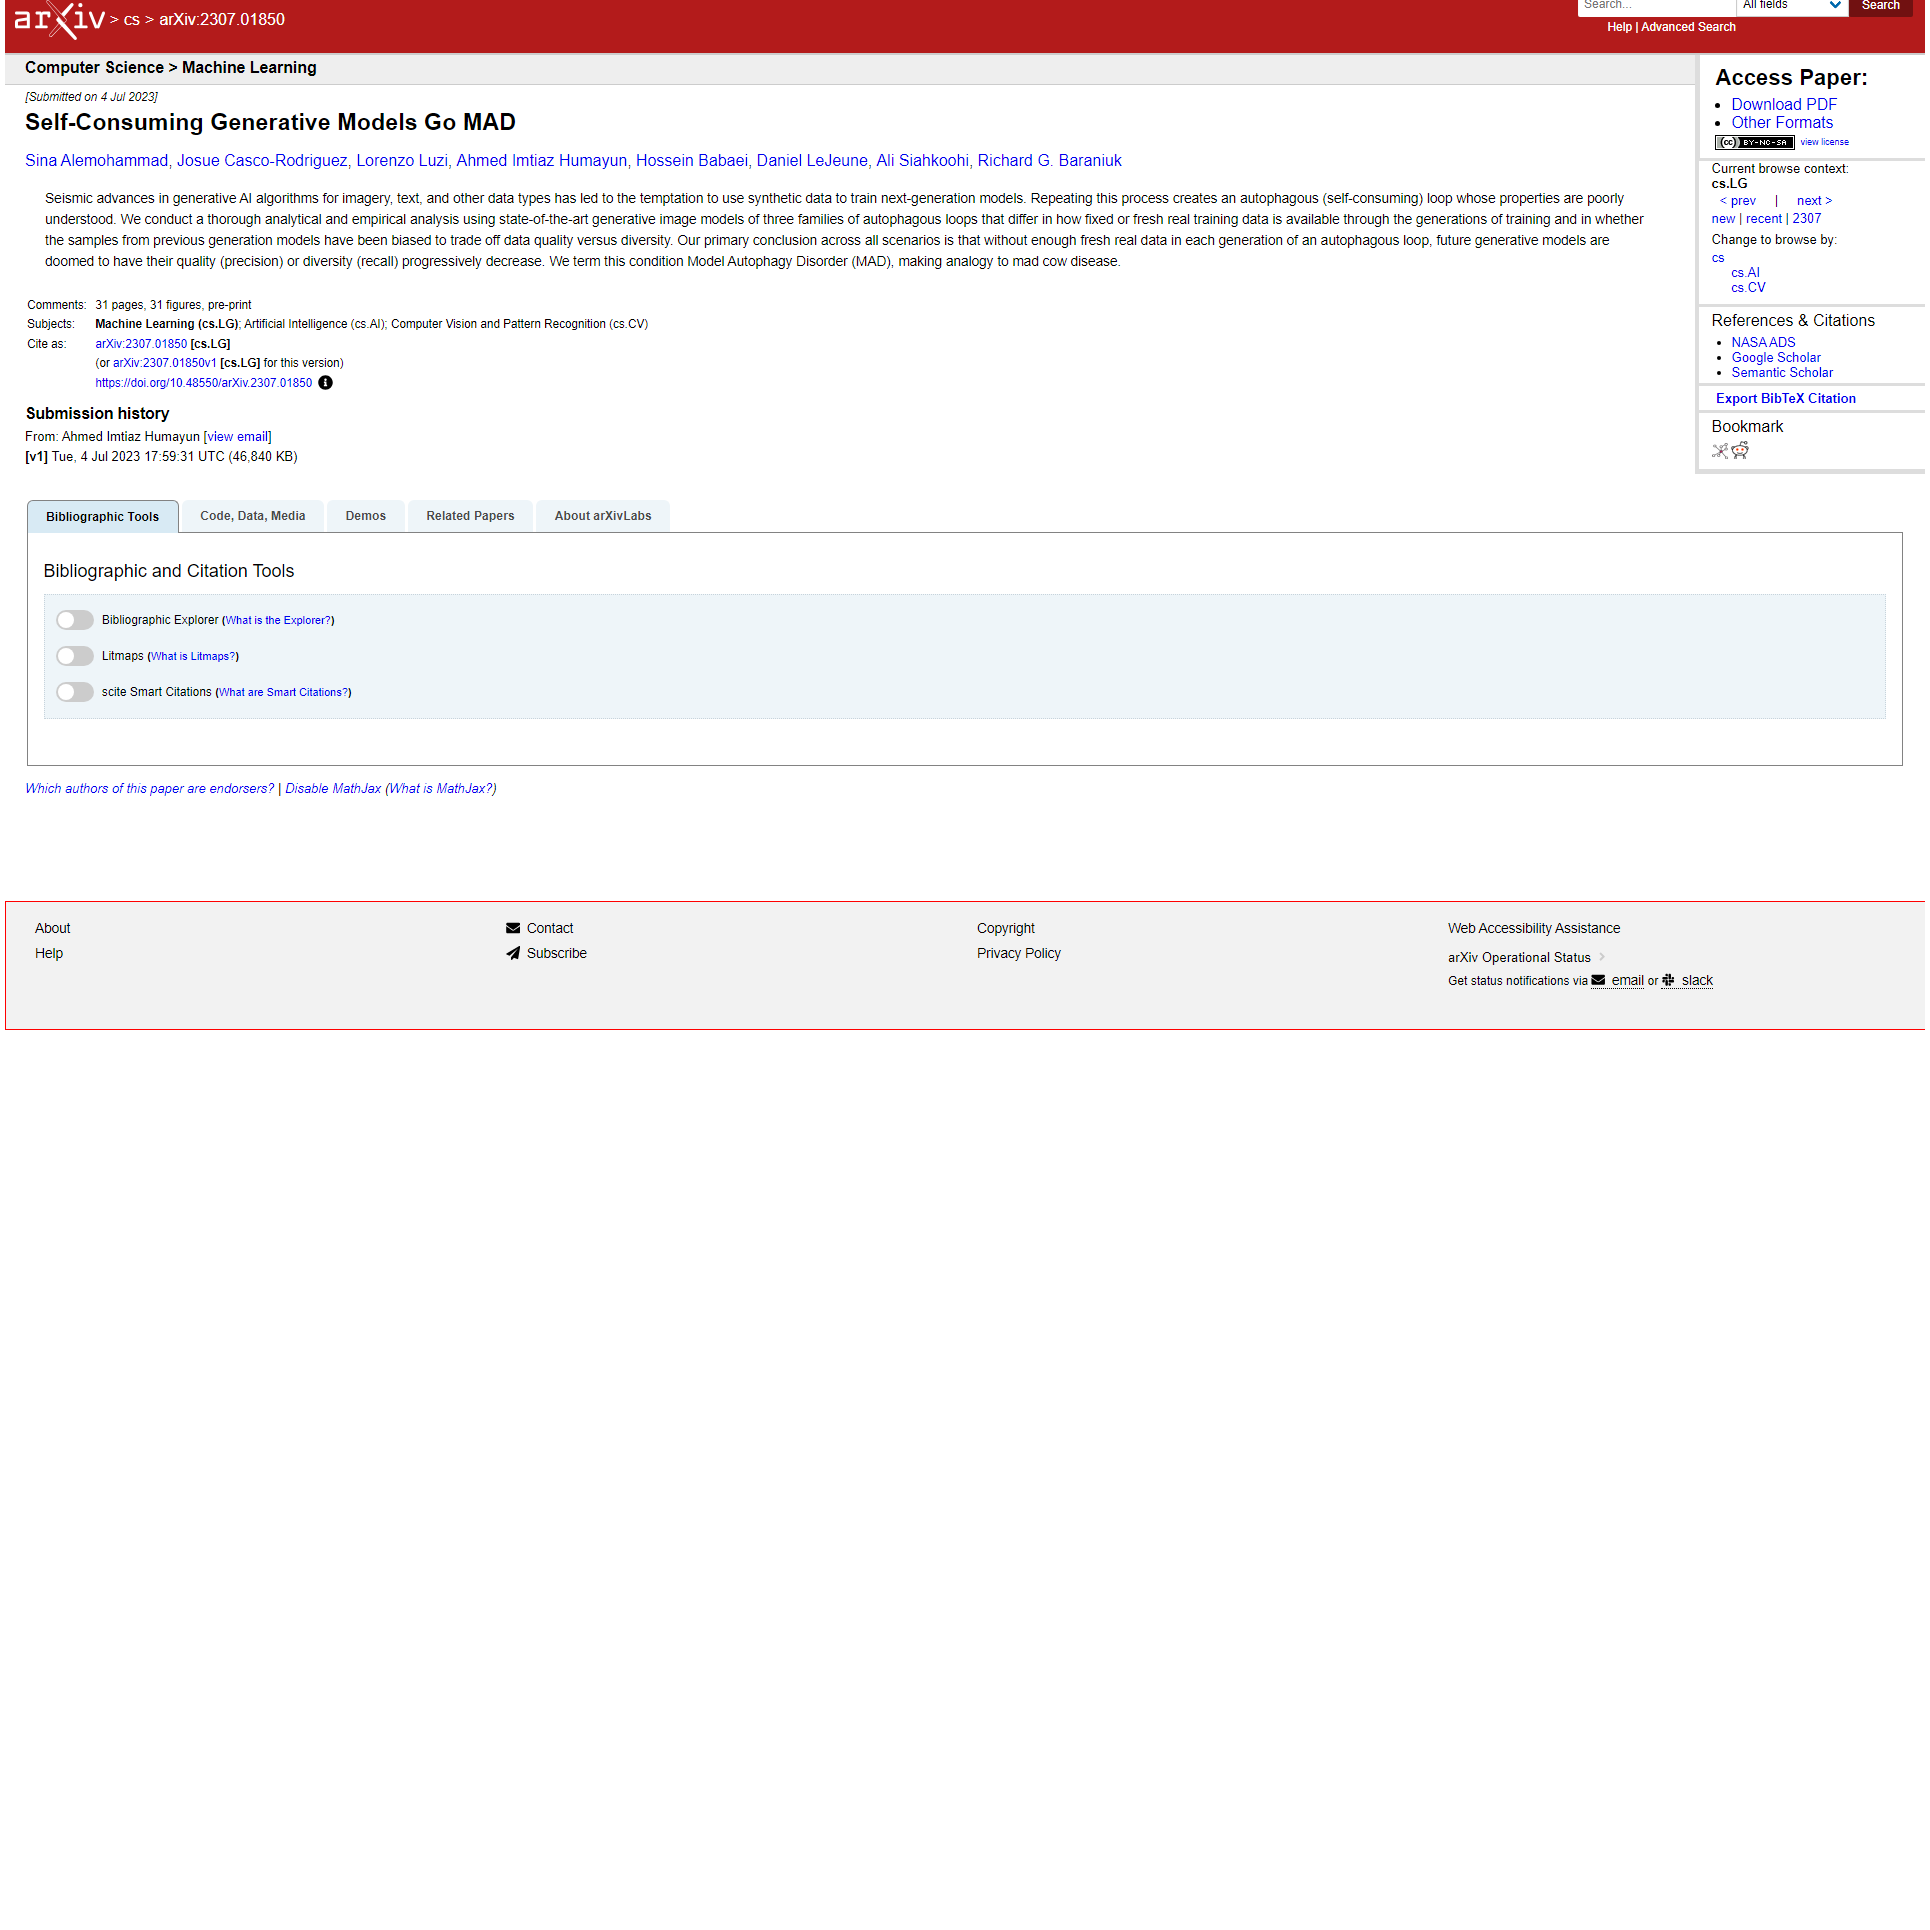 arXiv > cs > arXiv:2307.01850
Search...
All fields
Search
Help | Advanced Search
Computer Science > Machine Learning
[Submitted on 4 Jul 2023]
Self-Consuming Generative Models Go MAD
Sina Alemohammad, Josue Casco-Rodriguez, Lorenzo Luzi, Ahmed Imtiaz Humayun, Hossein Babaei, Daniel LeJeune, Ali Siahkoohi, Richard G. Baraniuk
Seismic advances in generative AI algorithms for imagery, text, and other data types has led to the temptation to use synthetic data to train next-generation models. Repeating this process creates an autophagous (self-consuming) loop whose properties are poorly
understood. We conduct a thorough analytical and empirical analysis using state-of-the-art generative image models of three families of autophagous loops that differ in how fixed or fresh real training data is available through the generations of training and in whether
the samples from previous generation models have been biased to trade off data quality versus diversity. Our primary conclusion across all scenarios is that without enough fresh real data in each generation of an autophagous loop, future generative models are
doomed to have their quality (precision) or diversity (recall) progressively decrease. We term this condition Model Autophagy Disorder (MAD), making analogy to mad cow disease.
Comments: 31 pages, 31 figures, pre-print
Subjects: Machine Learning (cs.LG); Artificial Intelligence (cs.AI); Computer Vision and Pattern Recognition (cs.CV)
Cite as: arXiv:2307.01850 [cs.LG]
(or arXiv:2307.01850v1 [cs.LG] for this version)
https://doi.org/10.48550/arXiv.2307.01850
Submission history
From: Ahmed Imtiaz Humayun [view email]
[v1] Tue, 4 Jul 2023 17:59:31 UTC (46,840 KB)
Access Paper:
Download PDF
Other Formats
(cc) BY-NC-SA view license
Current browse context:
cs.LG
< prev | next >
new | recent | 2307
Change to browse by:
cs
cs.AI
cs.CV
References & Citations
NASA ADS
Google Scholar
Semantic Scholar
Export BibTeX Citation
Bookmark
Bibliographic Tools
Code, Data, Media
Demos
Related Papers
About arXivLabs
Bibliographic and Citation Tools
Bibliographic Explorer (What is the Explorer?)
Litmaps (What is Litmaps?)
scite Smart Citations (What are Smart Citations?)
Which authors of this paper are endorsers? | Disable MathJax (What is MathJax?)
About
Help
Contact
Subscribe
Copyright
Privacy Policy
Web Accessibility Assistance
arXiv Operational Status
Get status notifications via email or slack